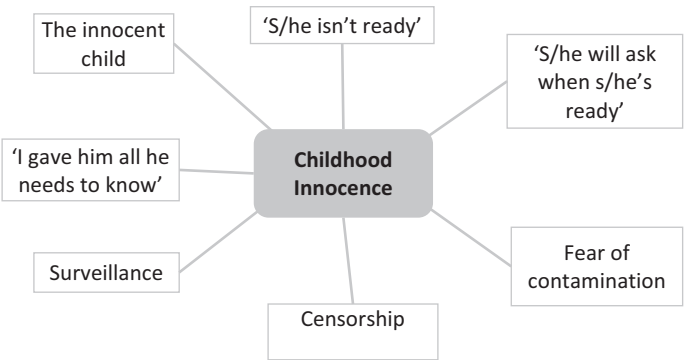 The innocent
child
‘S/he isn’t ready’
‘S/he will ask
when s/he’s
ready’
‘I gave him all he
needs to know’
Childhood
Innocence
Surveillance
Censorship
Fear of
contamination